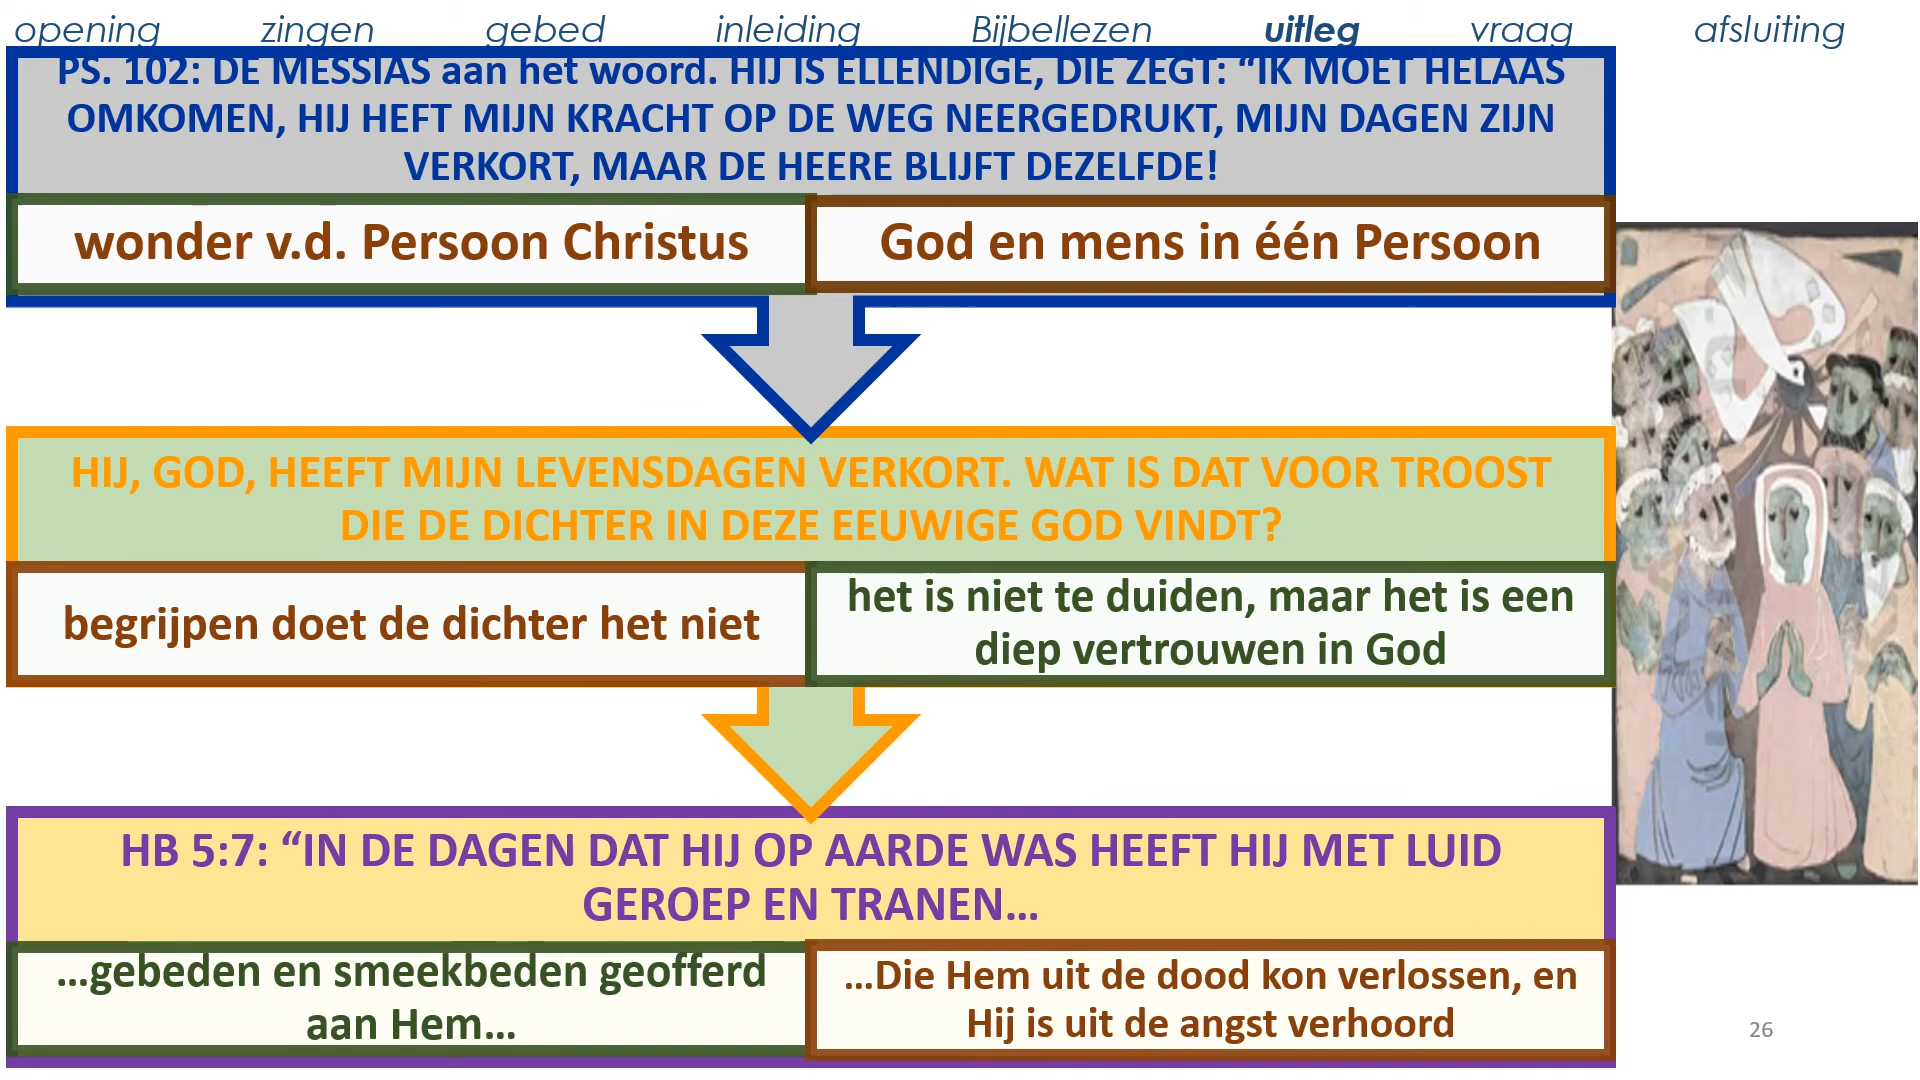 opening zingen gebed inleiding Bijbellezen uitleg vraag afsluiting
PS. 102: DE MESSIAS aan het woord. HIJ IS ELLENDIGE, DIE ZEGT: “IK MOET HELAAS
OMKOMEN, HIJ HEFT MIJN KRACHT OP DE WEG NEERGEDRUKT, MIJN DAGEN ZIJN
VERKORT, MAAR DE HEERE BLIJFT DEZELFDE!
wonder v.d. Persoon Christus
God en mens in één Persoon
HIJ, GOD, HEEFT MIJN LEVENSDAGEN VERKORT. WAT IS DAT VOOR TROOST
DIE DE DICHTER IN DEZE EEUWIGE GOD VINDT?
begrijpen doet de dichter het niet
het is niet te duiden, maar het is een
diep vertrouwen in God
HB 5:7: “IN DE DAGEN DAT HIJ OP AARDE WAS HEEFT HIJ MET LUID
GEROEP EN TRANEN…
…gebeden en smeekbeden geofferd
aan Hem…
…Die Hem uit de dood kon verlossen, en
Hij is uit de angst verhoord
26